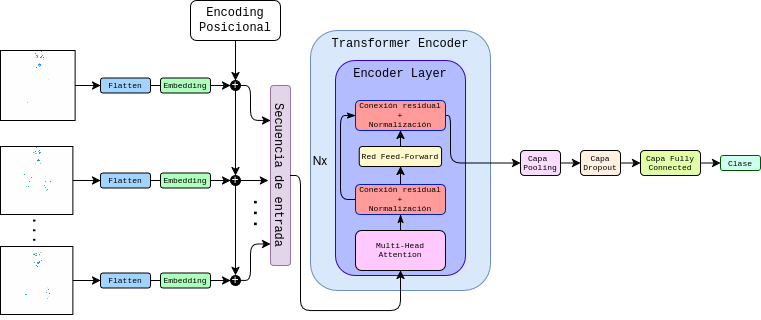 Encoding
Posicional
Flatten
Embedding
+
Flatten
Embedding
+
Flatten
Embedding
+
Secuencia de entrada
Transformer Encoder
Encoder Layer
Nx
Conexión residual
+
Normalización
Red Feed-Forward
Conexión residual
+
Normalización
Multi-Head
Attention
Capa
Pooling
Capa
Dropout
Capa Fully
Connected
Clase